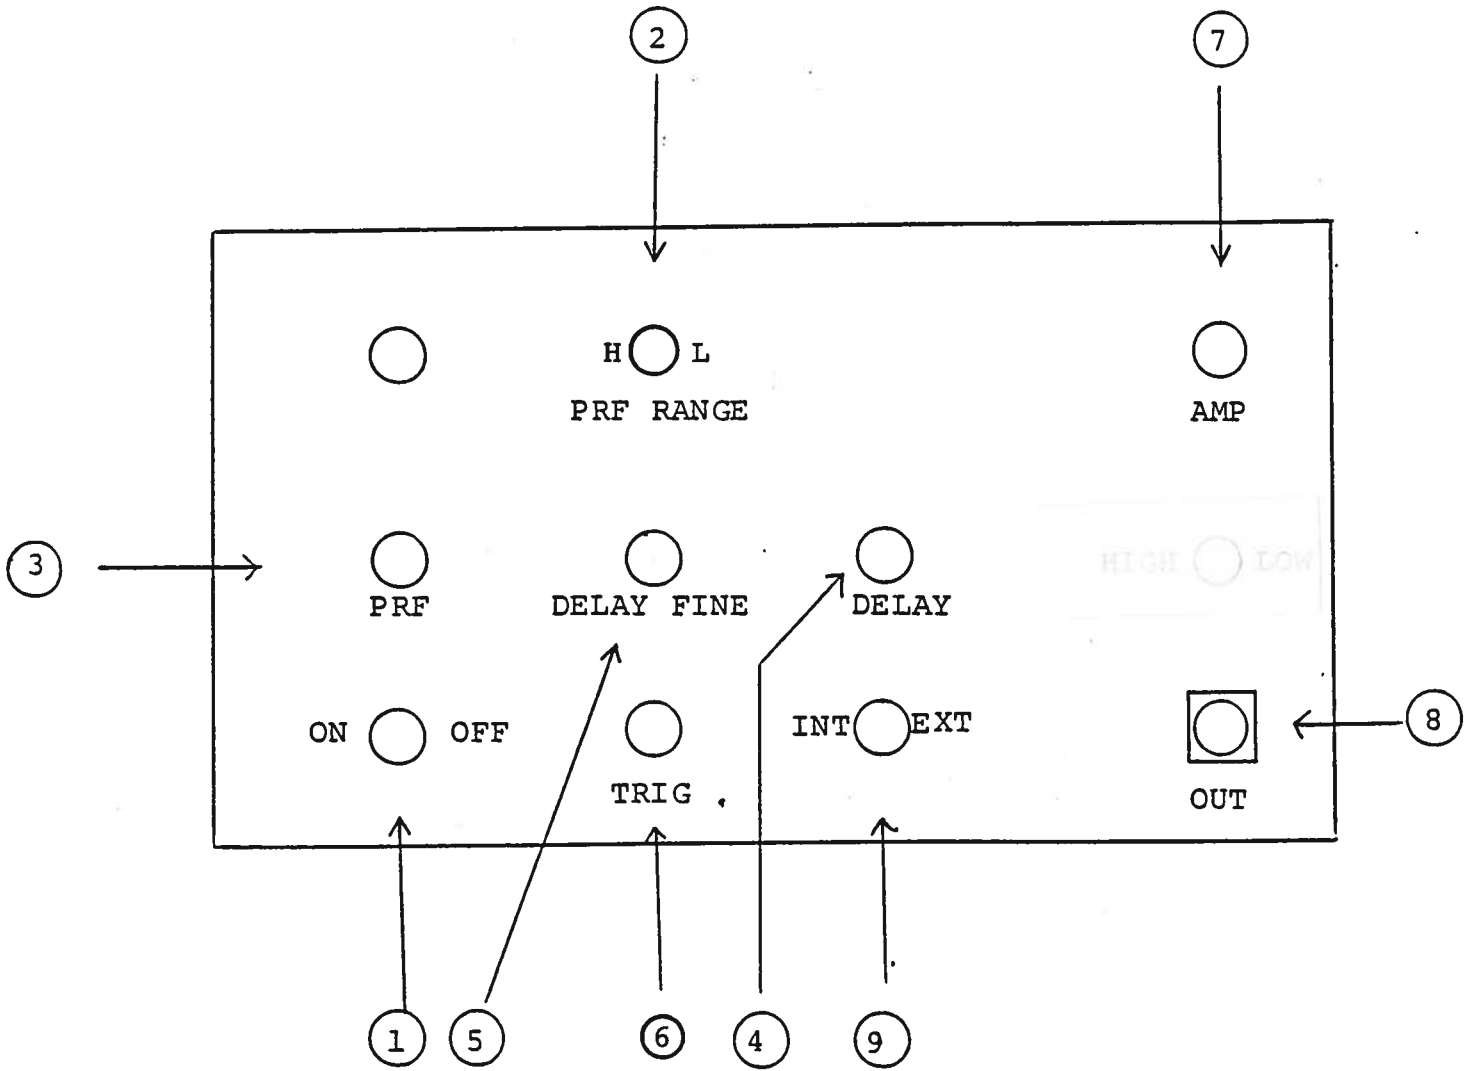 2 7
H L
PRF RANGE AMP
3
PRF DELAY FINE DELAY
HIGH LOW
ON OFF INT EXT
8
TRIG OUT
1 5 6 4 9